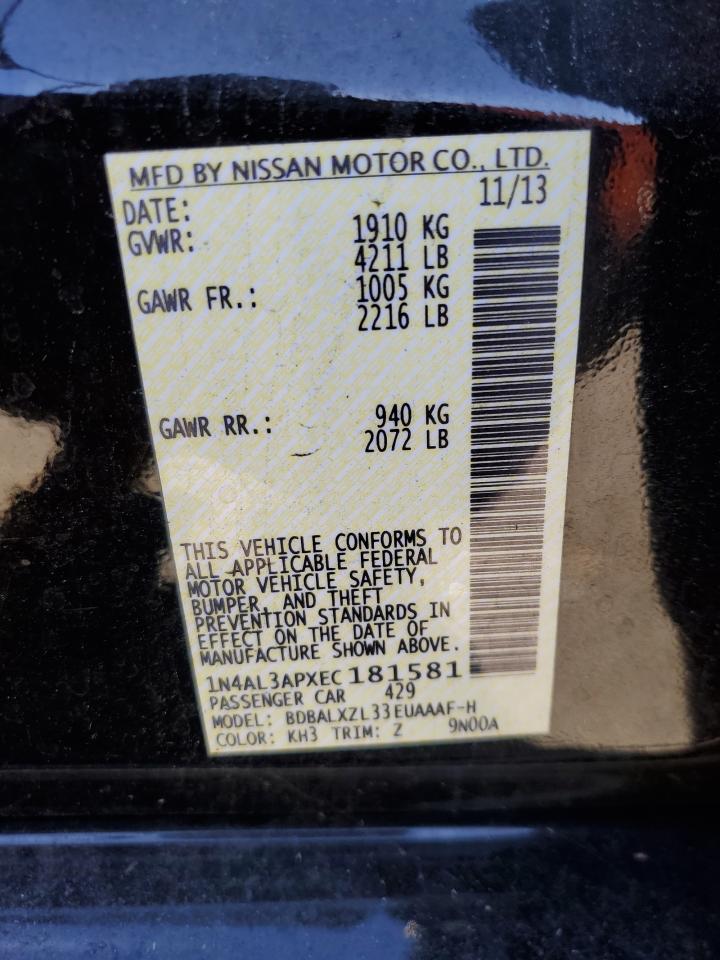 MFD BY NISSAN MOTOR CO., LTD.
DATE: 11/13
GVWR: 1910 KG
4211 LB
GAWR FR.: 1005 KG
2216 LB
GAWR RR.: 940 KG
2072 LB
THIS VEHICLE CONFORMS TO
ALL APPLICABLE FEDERAL
MOTOR VEHICLE SAFETY,
BUMPER, AND THEFT
PREVENTION STANDARDS IN
EFFECT ON THE DATE OF
MANUFACTURE SHOWN ABOVE.
1N4AL3APXEC181581
PASSENGER CAR 429
MODEL: BDBALXZL33EUAAAF-H
COLOR: KH3 TRIM: Z 9N00A